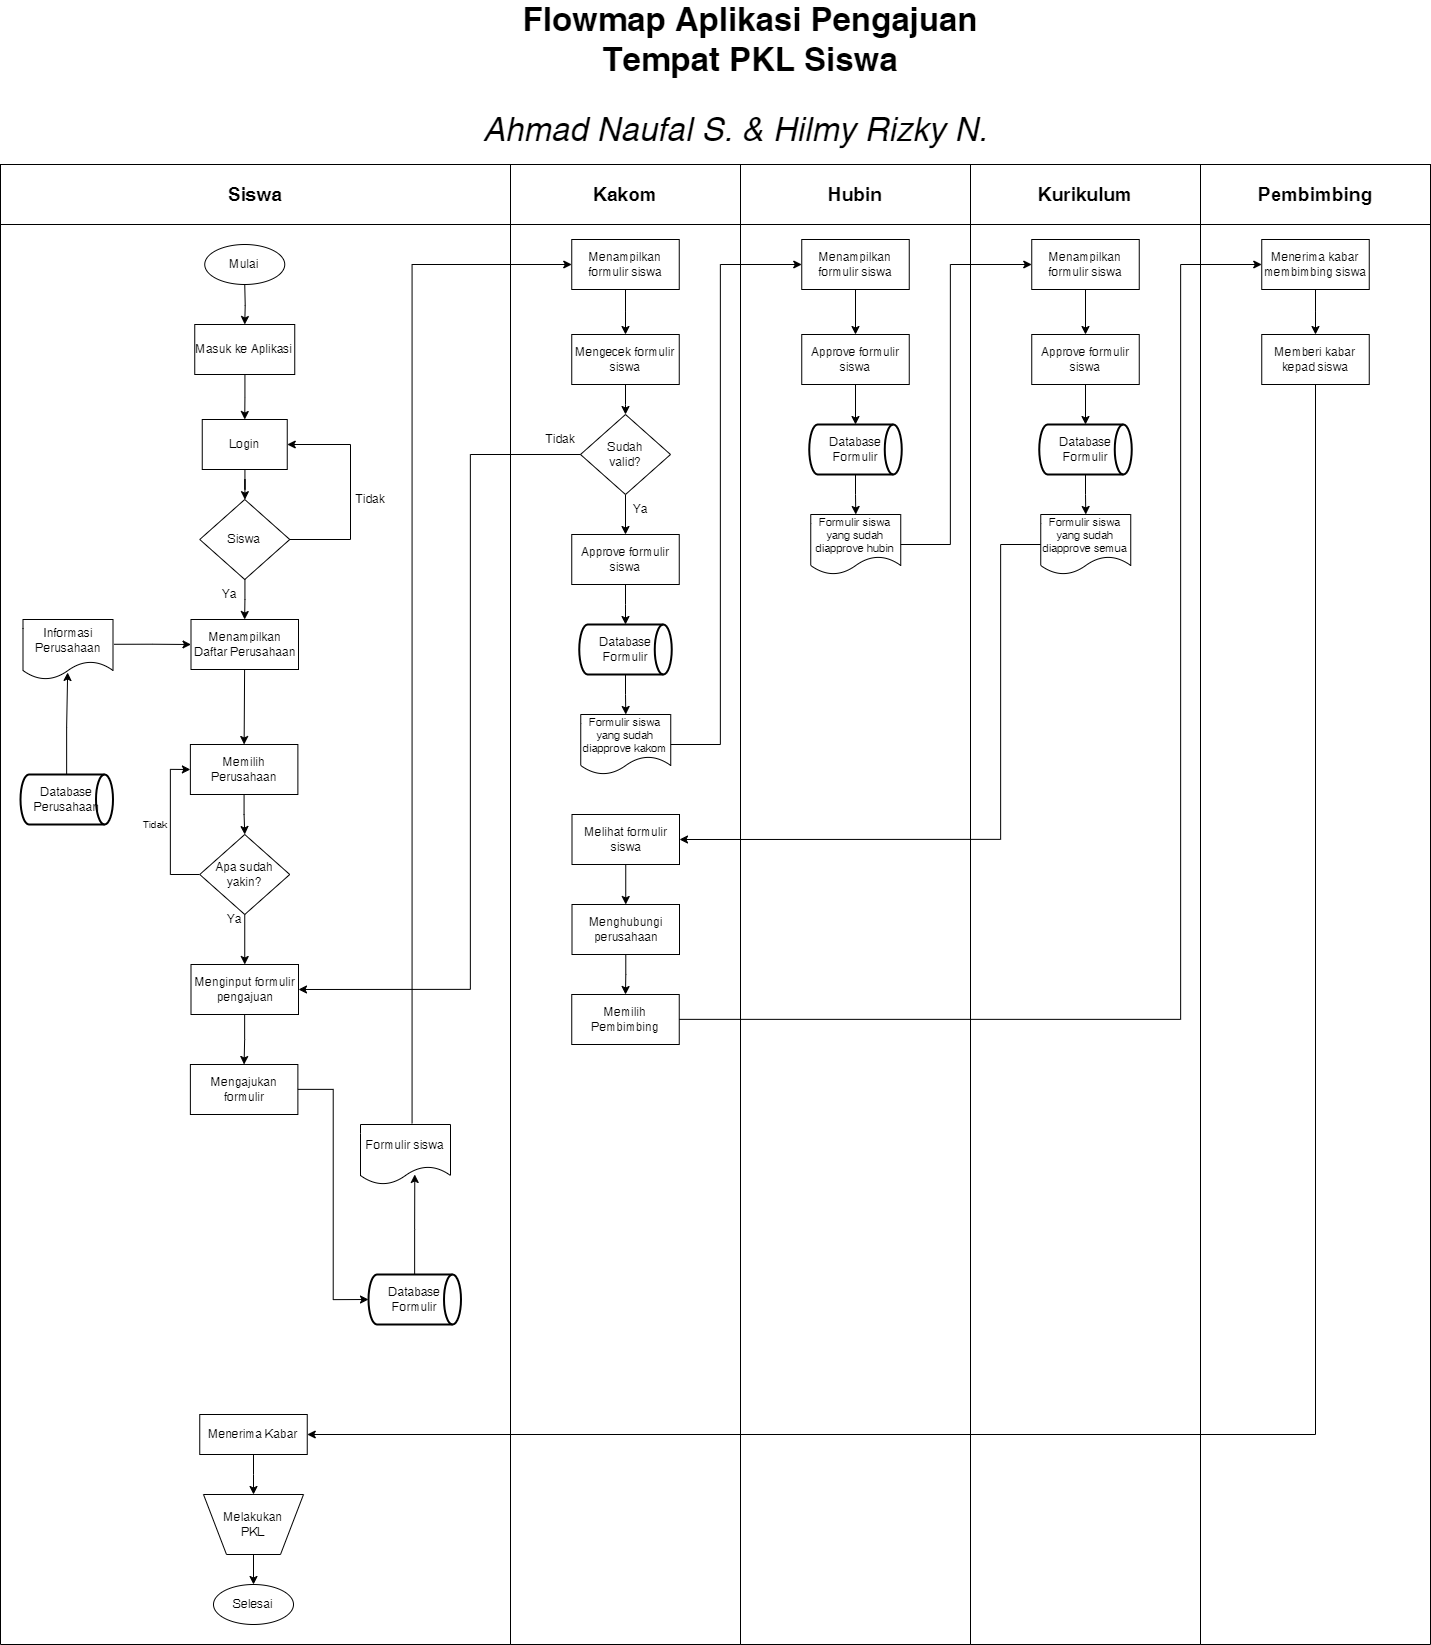 Flowmap Aplikasi Pengajuan
Tempat PKL Siswa
Ahmad Naufal S. & Hilmy Rizky N.
Siswa
Kakom
Hubin
Kurikulum
Pembimbing
Mulai
Masuk ke Aplikasi
Login
Tidak
Siswa
Ya
Informasi
Perusahaan
Menampilkan
Daftar Perusahaan
Database
Perusahaan
Memilih
Perusahaan
Tidak
Apa sudah
yakin?
Ya
Menginput formulir
pengajuan
Mengajukan
formulir
Formulir siswa
Database
Formulir
Menerima Kabar
Melakukan
PKL
Selesai
Menampilkan
formulir siswa
Mengecek formulir
siswa
Tidak
Sudah
valid?
Ya
Approve formulir
siswa
Database
Formulir
Formulir siswa
yang sudah
diapprove kakom
Melihat formulir
siswa
Menghubungi
perusahaan
Memilih
Pembimbing
Menampilkan
formulir siswa
Approve formulir
siswa
Database
Formulir
Formulir siswa
yang sudah
diapprove hubin
Menampilkan
formulir siswa
Approve formulir
siswa
Database
Formulir
Formulir siswa
yang sudah
diapprove semua
Menerima kabar
membimbing siswa
Memberi kabar
kepad siswa